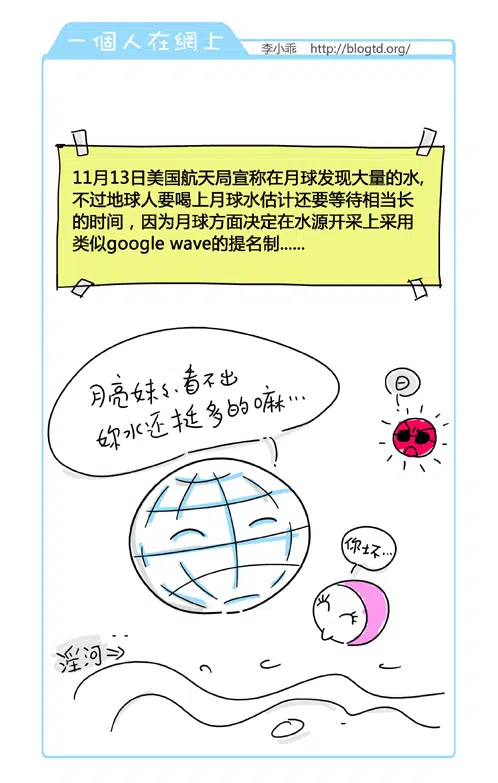 一個人在網上
李小乖 http://blogtd.org/
11月13日美国航天局宣称在月球发现大量的水,
不过地球人要喝上月球水估计还要等待相当长
的时间，因为月球方面决定在水源开采上采用
类似google wave的提名制......
月亮妹ミ看不出
妳水还挺多的嘛…
日
你坏…
淫河⇒